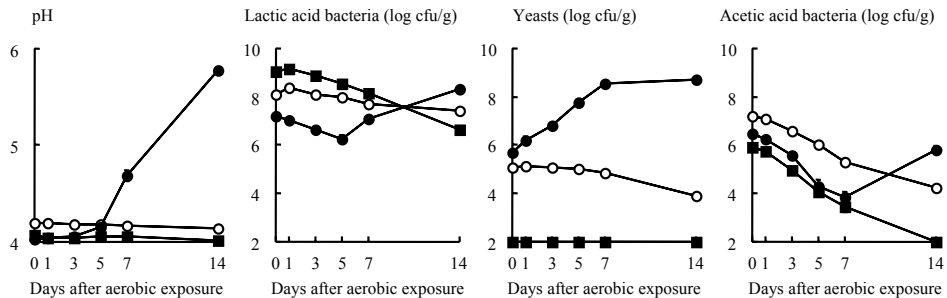 pH
Lactic acid bacteria (log cfu/g)
Yeasts (log cfu/g)
Acetic acid bacteria (log cfu/g)
6
5
4
0 1 3 5 7 14
Days after aerobic exposure
10
8
6
4
2
0 1 3 5 7 14
Days after aerobic exposure
10
8
6
4
2
0 1 3 5 7 14
Days after aerobic exposure
10
8
6
4
2
0 1 3 5 7 14
Days after aerobic exposure